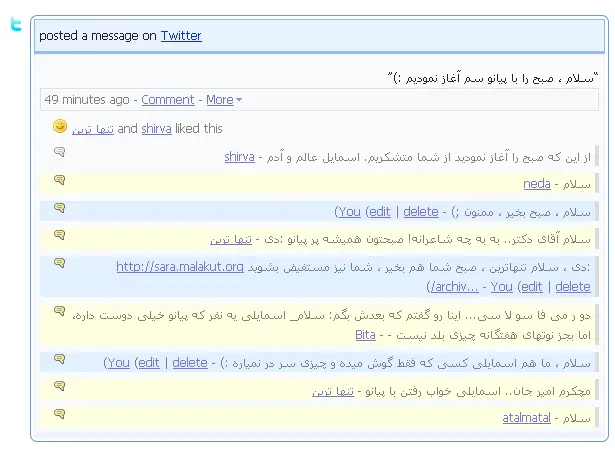 posted a message on Twitter
"سلام ، صبح را با پیانو سم آغاز نمودیم :)"
49 minutes ago - Comment - More
تنها ترین and shirva liked this
از این که صبح را آغاز نمودید از شما متشکریم. اسمایل عالم و آدم - shirva
سلام - neda
سلام ، صبح بخیر ، ممنون ;) - You (edit | delete)
سلام آقای دکتر.. به به چه شاعرانه! صبحتون همیشه پر پیانو :دی - تنها ترین
:دی ، سلام تنهاترین ، صبح شما هم بخیر ، شما نیز مستفیض بشوید http://sara.malakut.org
/archiv... - You (edit | delete)
دو ر می فا سو لا سی... اینا رو گفتم که بعدش بگم: سلام_ اسمایلی یه نفر که پیانو خیلی دوست داره،
اما بجز نوتهای هفتگانه چیزی بلد نیست - - Bita
سلام ، ما هم اسمایلی کسی که فقط گوش میده و چیزی سر در نمیاره :) - You (edit | delete)
مچکرم امیر جان.. اسمایلی خواب رفتن با پیانو - تنها ترین
سلام - atalmatal